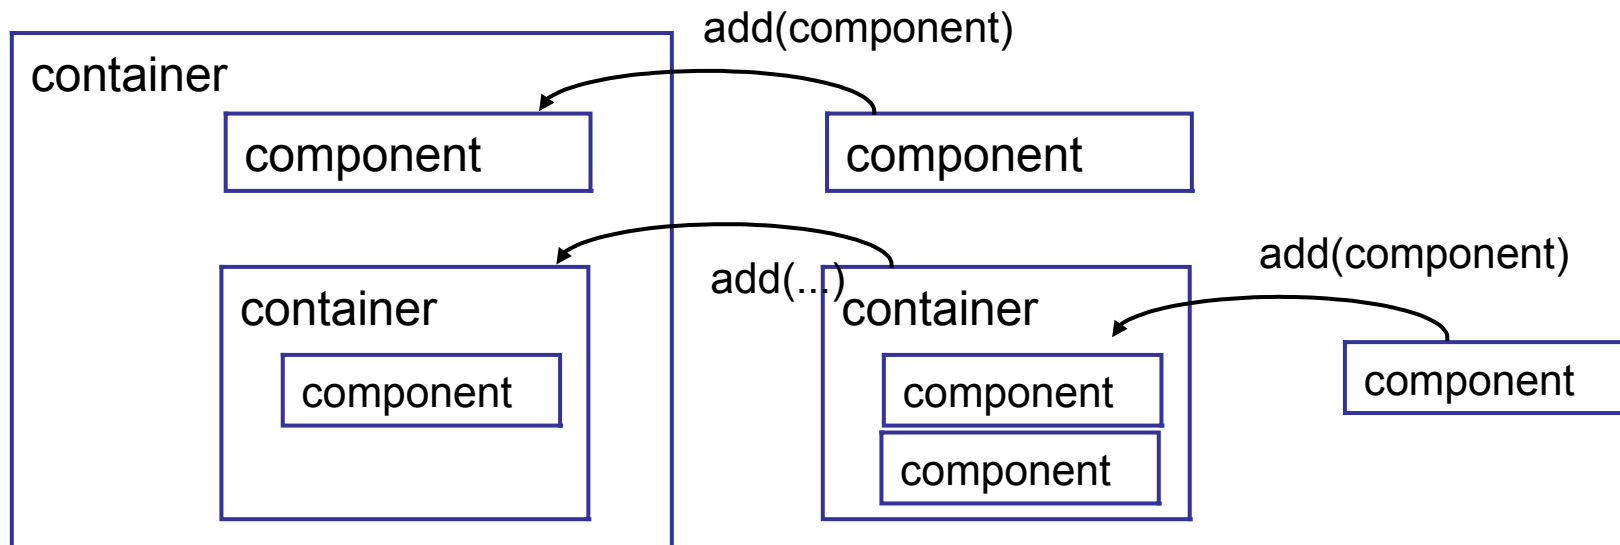 add(component)
container
component
component
add(component)
add(...)
container
container
component
component
component
component